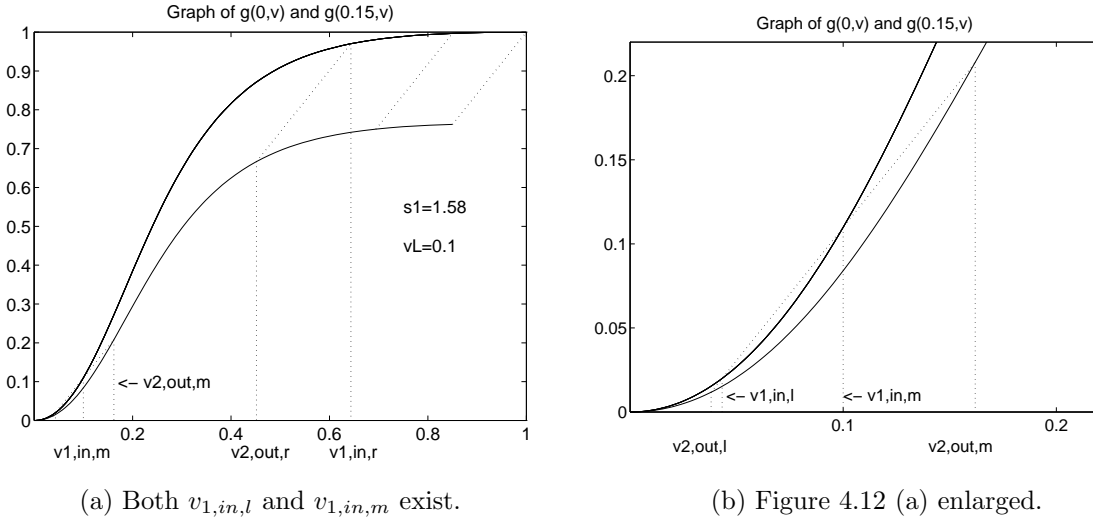 Graph of g(0,v) and g(0.15,v)
1
0.9
0.8
0.7
0.6
0.5
0.4
0.3
0.2
0.1
0
s1=1.58
vL=0.1
<− v2,out,m
0.2
0.4
0.6
0.8
1
v1,in,m
v2,out,r
v1,in,r
(a) Both v1,in,l and v1,in,m exist.
Graph of g(0,v) and g(0.15,v)
0.2
0.15
0.1
0.05
0
<− v1,in,l
<− v1,in,m
0.1
0.2
v2,out,l
v2,out,m
(b) Figure 4.12 (a) enlarged.